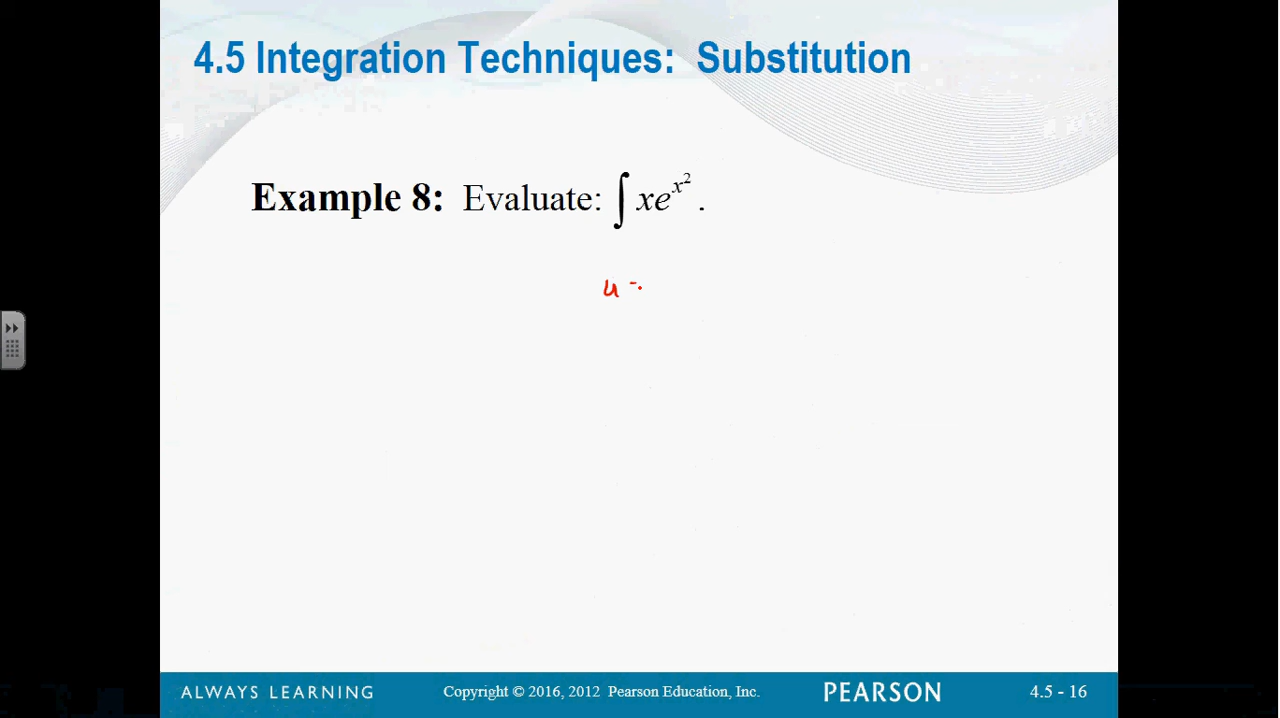 4.5 Integration Techniques: Substitution
Example 8: Evaluate: ∫ xe^{x^2}.
u =
ALWAYS LEARNING Copyright © 2016, 2012 Pearson Education, Inc. PEARSON 4.5 - 16